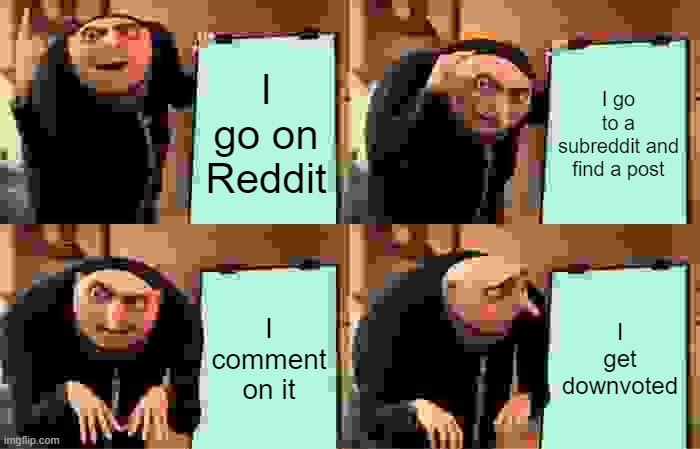 I
go on
Reddit
I go
to a
subreddit and
find a post
I
comment
on it
I
get
downvoted
imgflip.com